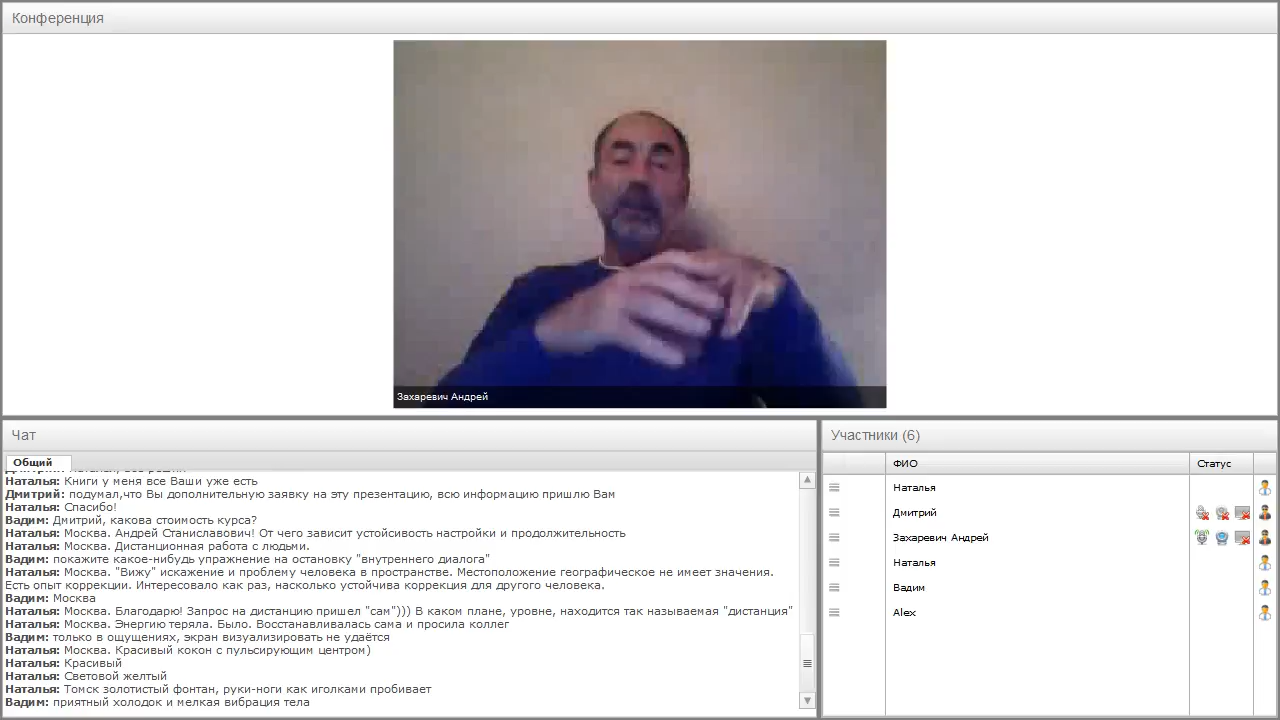 Конференция
Захаревич Андрей
Чат
Общий
Наталья: Книги у меня все Ваши уже есть
Дмитрий: подумал, что Вы дополнительную заявку на эту презентацию, всю информацию пришлю Вам
Наталья: Спасибо!
Вадим: Дмитрий, какова стоимость курса?
Наталья: Москва. Андрей Станиславович! От чего зависит устойсивость настройки и продолжительность
Наталья: Москва. Дистанционная работа с людьми.
Вадим: покажите какое-нибудь упражнение на остановку "внутреннего диалога"
Наталья: Москва. "Вижу" искажения и проблему человека в пространстве. Местоположение географическое не имеет значения.
Есть опыт коррекции. Интересовало как раз, насколько устойчива коррекция для другого человека.
Вадим: Москва
Наталья: Москва. Благодарю! Запрос на дистанцию пришел "сам"))) В каком плане, уровне, находится так называемая "дистанция"
Наталья: Москва. Энергию теряла. Было. Восстанавливалась сама и просила коллег
Вадим: только в ощущениях, экран визуализировать не удаётся
Наталья: Москва. Красивый кокон с пульсирующим центром)
Наталья: Красивый
Наталья: Световой желтый
Наталья: Томск золотистый фонтан, руки-ноги как иголками пробивает
Вадим: приятный холодок и мелкая вибрация тела
Участники (6)
ФИО
Статус
Наталья
Дмитрий
Захаревич Андрей
Наталья
Вадим
Alex